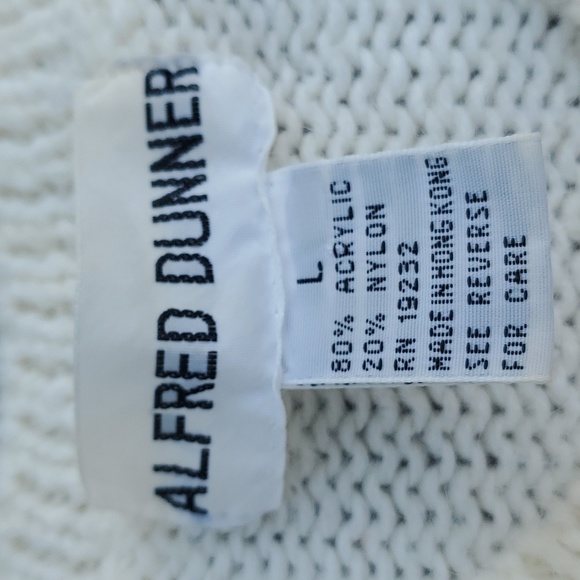 ALFRED DUNNER
L
80% ACRYLIC
20% NYLON
RN 19232
MADE IN HONG KONG
SEE REVERSE
FOR CARE